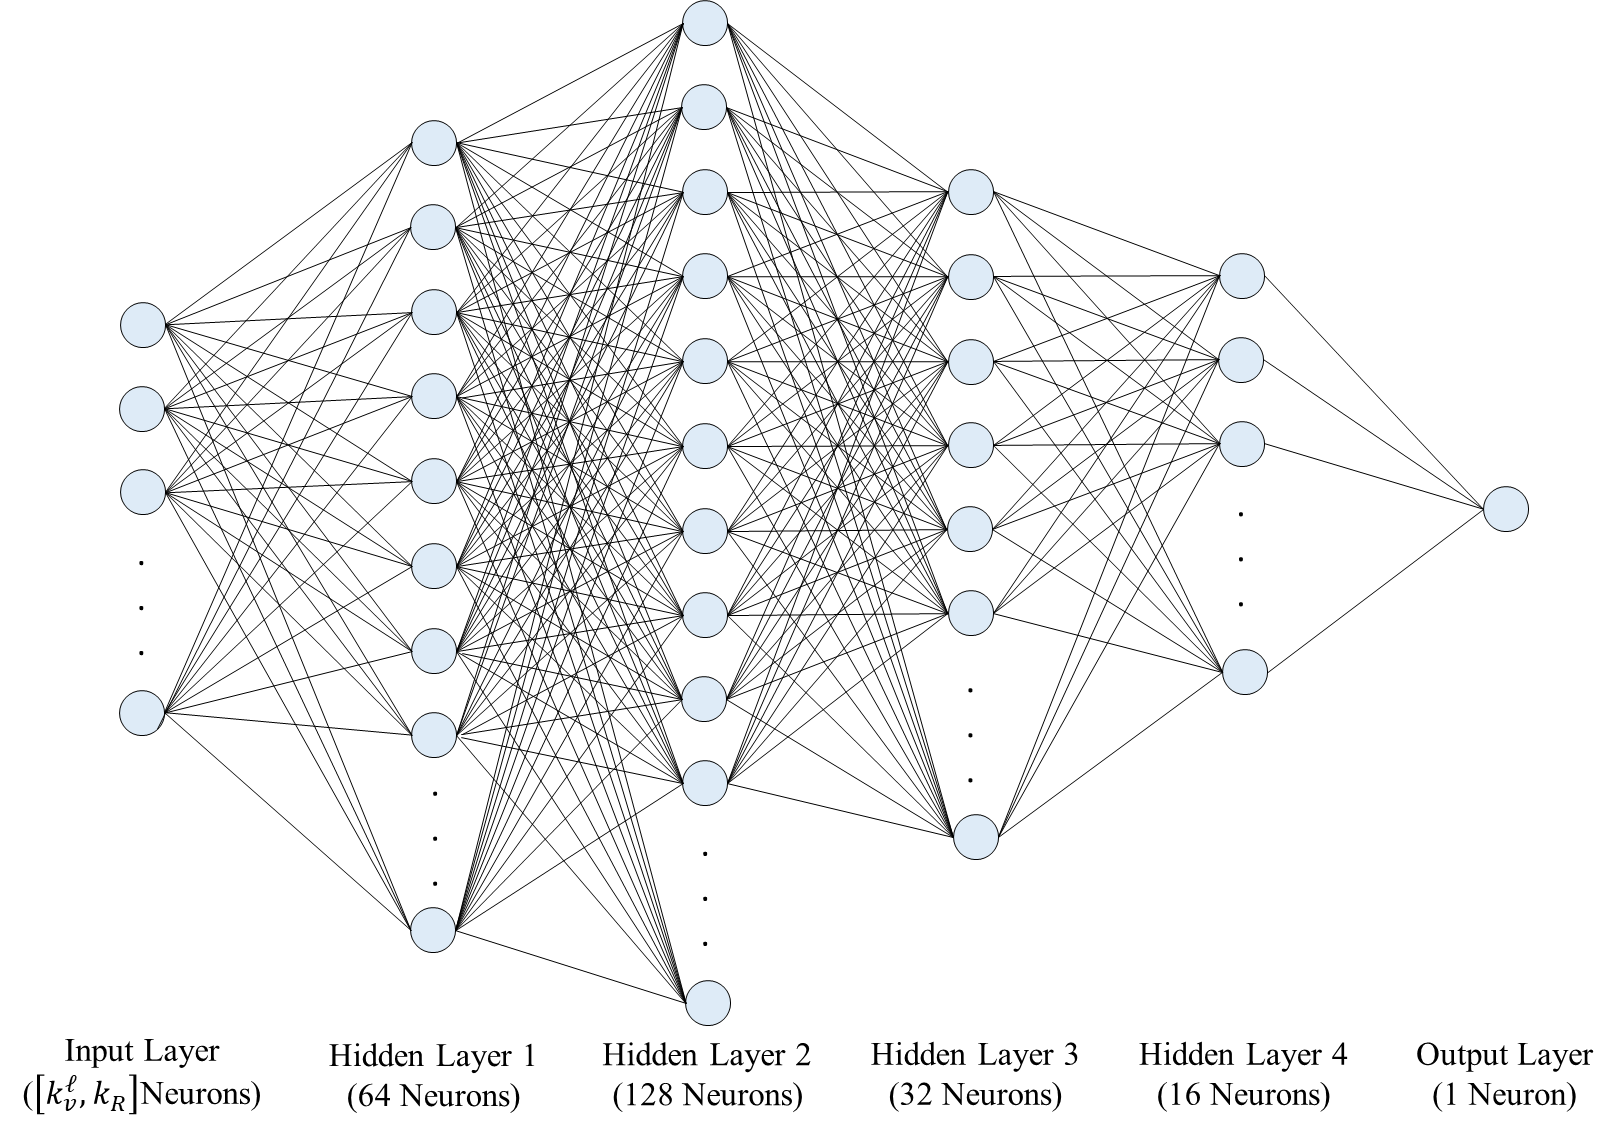 Input Layer
([kᵥˡ, k_R]Neurons)
Hidden Layer 1
(64 Neurons)
Hidden Layer 2
(128 Neurons)
Hidden Layer 3
(32 Neurons)
Hidden Layer 4
(16 Neurons)
Output Layer
(1 Neuron)